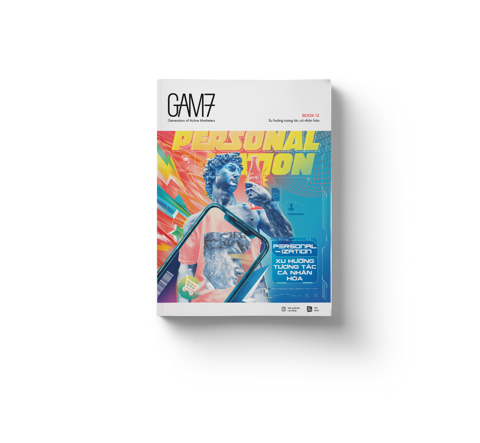 GAM7
Generation of Active Marketers
BOOK 12
Xu hướng tương tác cá nhân hóa
PERSONAL
IZATION
PERSONAL
-IZATION
XU HƯỚNG
TƯƠNG TÁC
CÁ NHÂN
HÓA